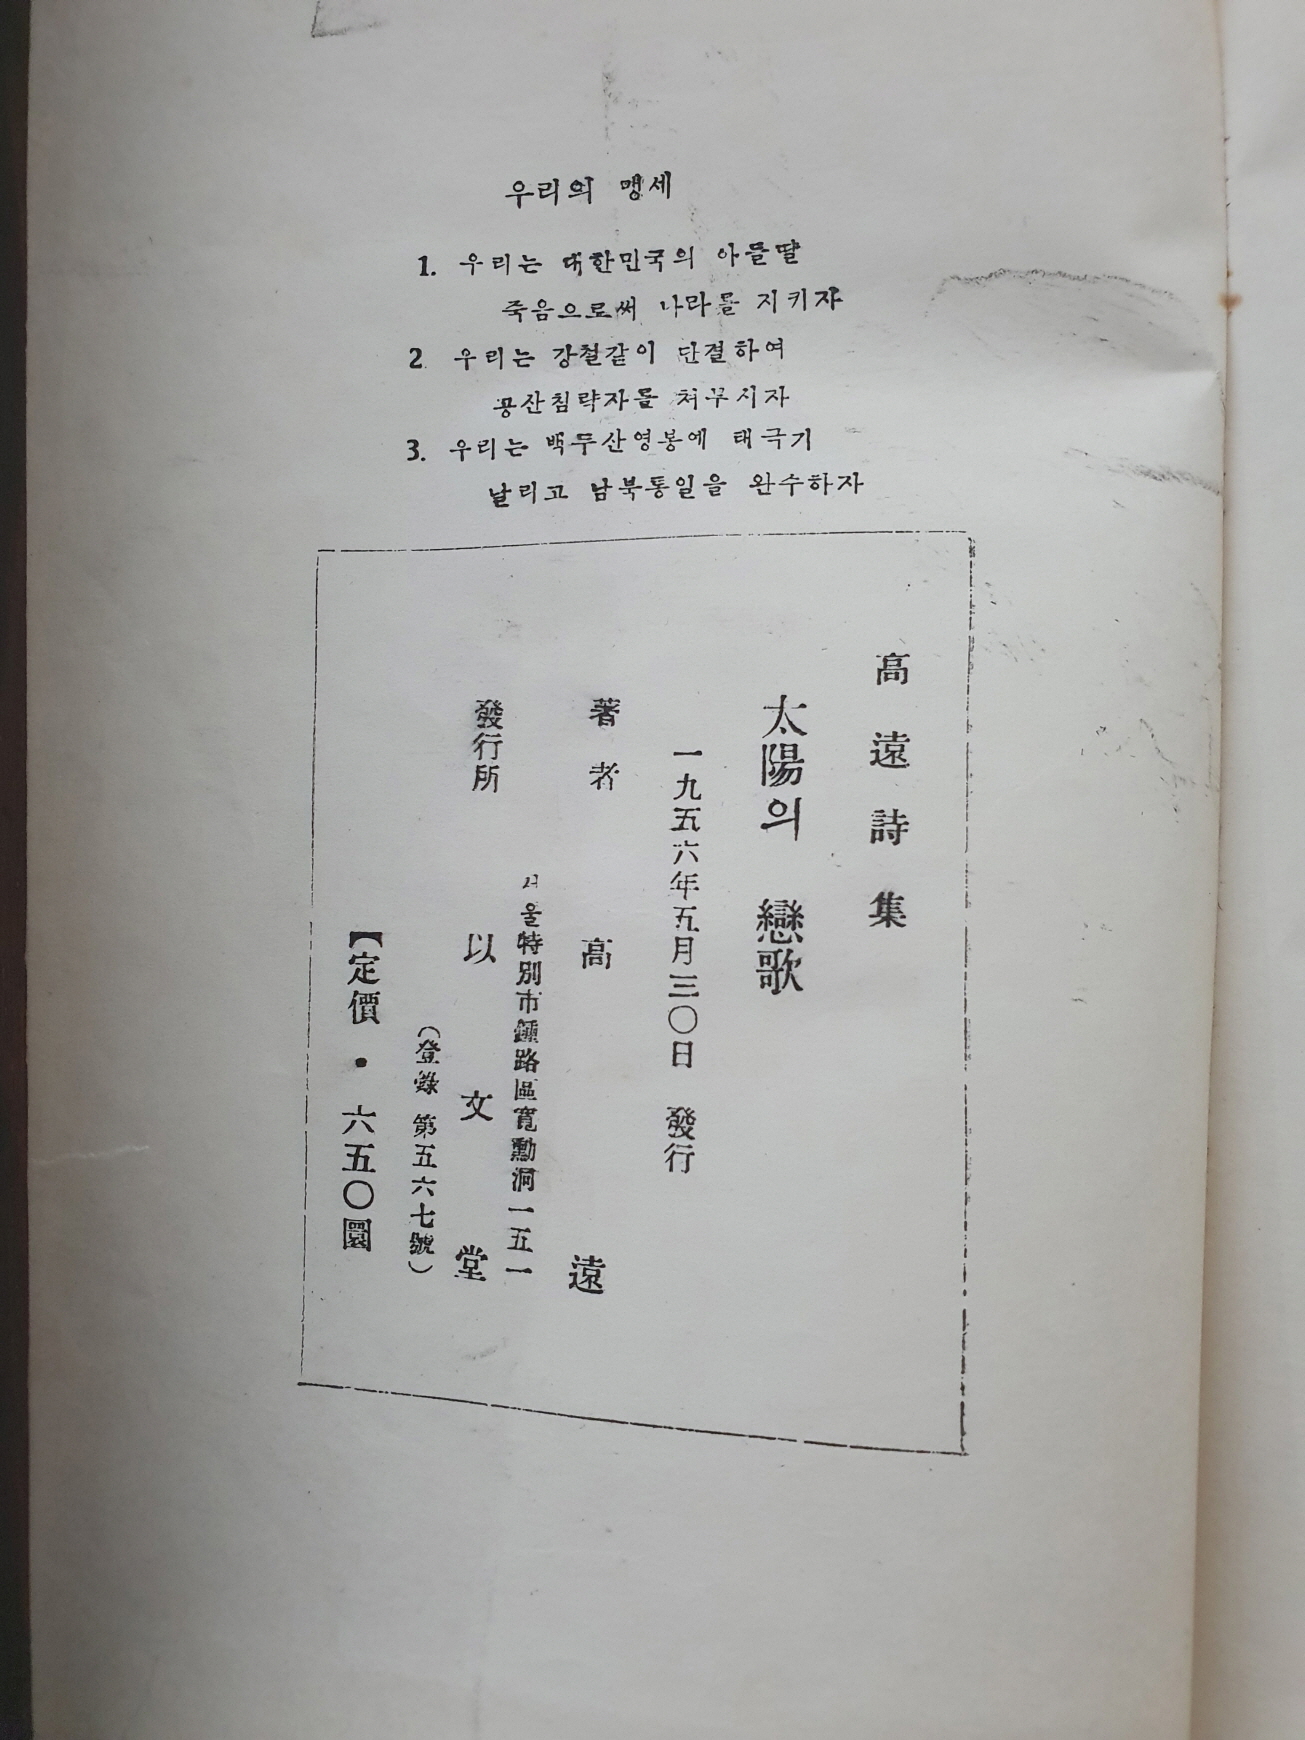 우리의 맹세
1. 우리는 대한민국의 아들딸
죽음으로써 나라를 지키자
2 우리는 강철같이 단결하여
공산침략자를 처부시자
3. 우리는 백두산영봉에 태극기
날리고 남북통일을 완수하자
高遠詩集
太陽의 戀歌
一九五六年五月三〇日 發行
著者 高遠
서울特別市鍾路區寬勳洞一五一
發行所 以文堂
(登錄 第五六七號)
【定價・六五〇圜